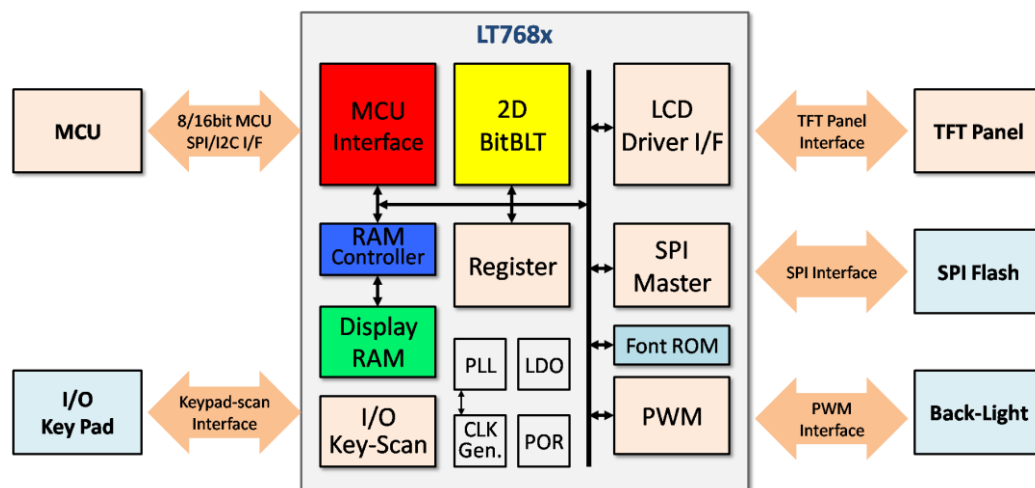 LT768x
MCU
8/16bit MCU
SPI/I2C I/F
MCU
Interface
2D
BitBLT
LCD
Driver I/F
TFT Panel
Interface
TFT Panel
RAM
Controller
Register
SPI
Master
SPI Interface
SPI Flash
Display
RAM
PLL
LDO
Font ROM
I/O
Key Pad
Keypad-scan
Interface
I/O
Key-Scan
CLK
Gen.
POR
PWM
PWM
Interface
Back-Light